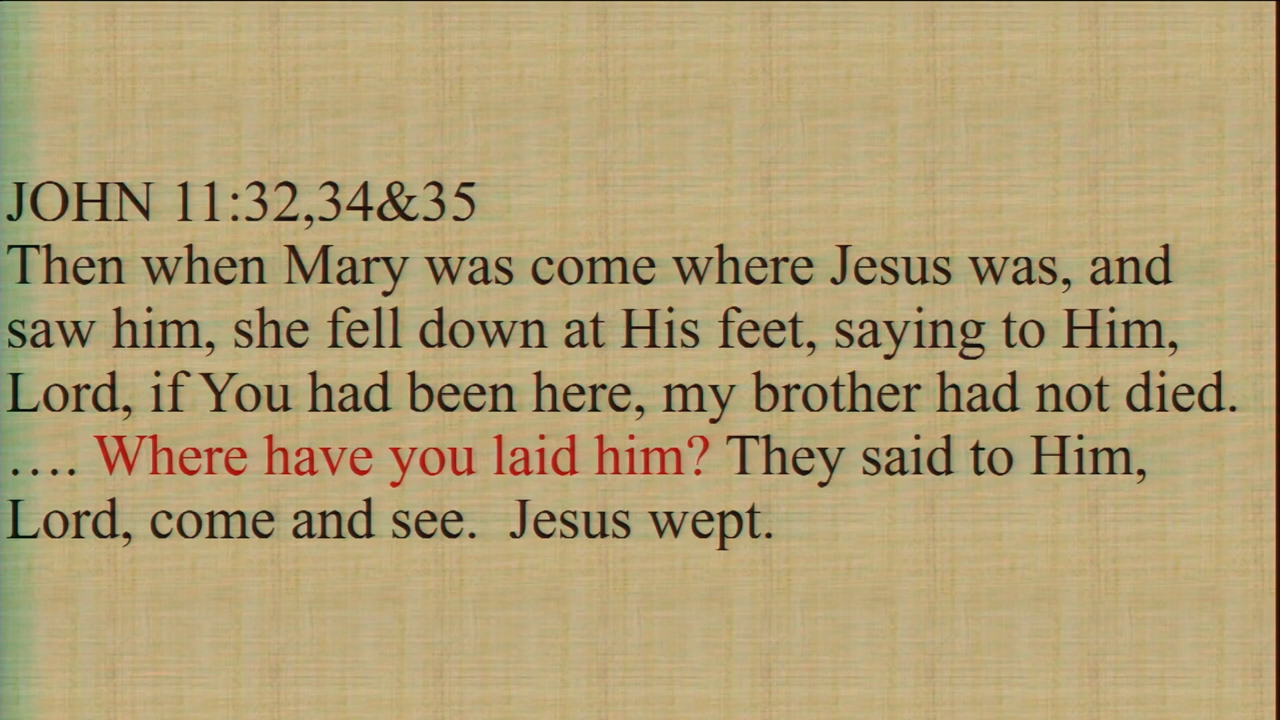 JOHN 11:32,34&35
Then when Mary was come where Jesus was, and
saw him, she fell down at His feet, saying to Him,
Lord, if You had been here, my brother had not died.
…. Where have you laid him? They said to Him,
Lord, come and see.  Jesus wept.